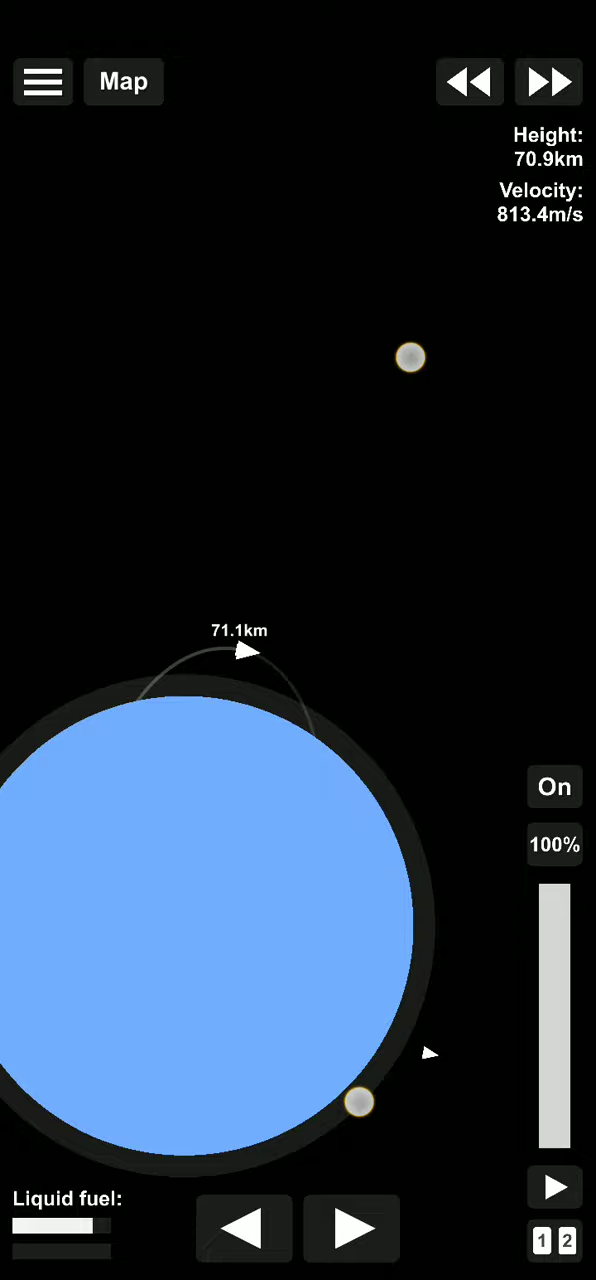 Map
Height:
70.9km
Velocity:
813.4m/s
71.1km
On
100%
Liquid fuel:
1 2